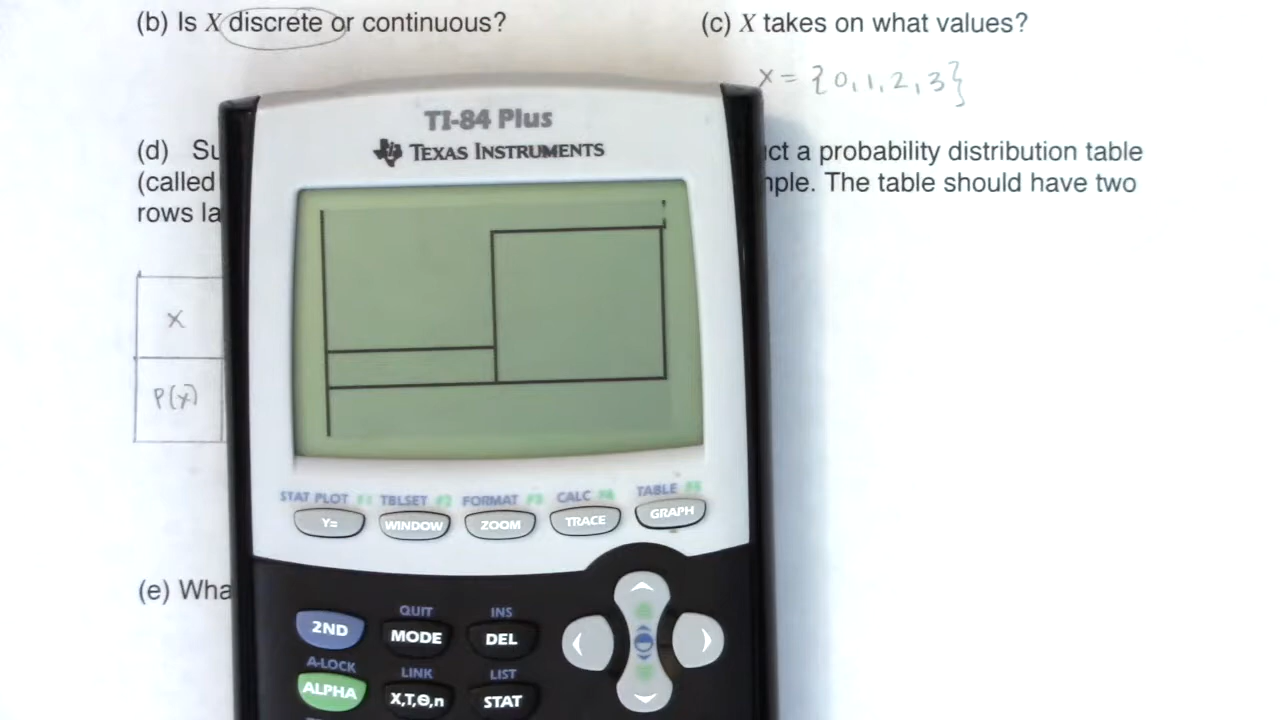 (b) Is X discrete or continuous?
(c) X takes on what values?
x = {0, 1, 2, 3}
TI-84 Plus
TEXAS INSTRUMENTS
(d) Su
ct a probability distribution table
(called
ple. The table should have two
rows la
x
P(x)
STAT PLOT F1 TBLSET F2 FORMAT F3 CALC F4 TABLE F5
Y= WINDOW ZOOM TRACE GRAPH
(e) Wha
QUIT INS
2ND MODE DEL
A-LOCK LINK LIST
ALPHA X,T,Θ,n STAT